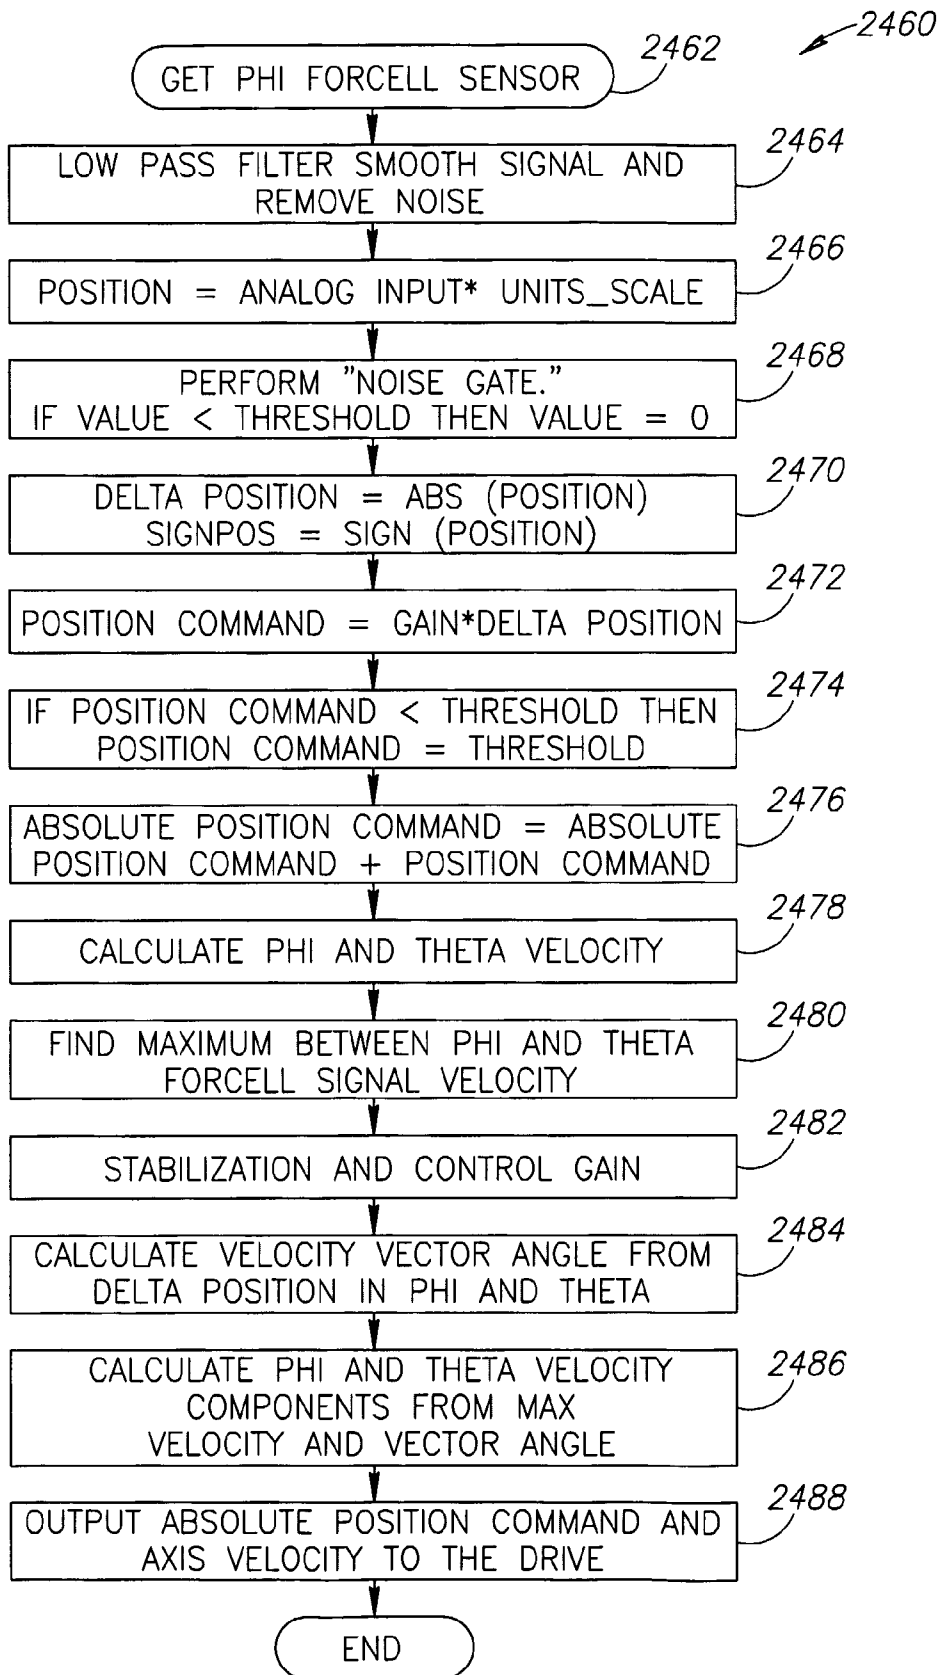 2460
GET PHI FORCELL SENSOR
2462
LOW PASS FILTER SMOOTH SIGNAL AND
REMOVE NOISE
2464
POSITION = ANALOG INPUT* UNITS_SCALE
2466
PERFORM "NOISE GATE."
IF VALUE < THRESHOLD THEN VALUE = 0
2468
DELTA POSITION = ABS (POSITION)
SIGNPOS = SIGN (POSITION)
2470
POSITION COMMAND = GAIN*DELTA POSITION
2472
IF POSITION COMMAND < THRESHOLD THEN
POSITION COMMAND = THRESHOLD
2474
ABSOLUTE POSITION COMMAND = ABSOLUTE
POSITION COMMAND + POSITION COMMAND
2476
CALCULATE PHI AND THETA VELOCITY
2478
FIND MAXIMUM BETWEEN PHI AND THETA
FORCELL SIGNAL VELOCITY
2480
STABILIZATION AND CONTROL GAIN
2482
CALCULATE VELOCITY VECTOR ANGLE FROM
DELTA POSITION IN PHI AND THETA
2484
CALCULATE PHI AND THETA VELOCITY
COMPONENTS FROM MAX
VELOCITY AND VECTOR ANGLE
2486
OUTPUT ABSOLUTE POSITION COMMAND AND
AXIS VELOCITY TO THE DRIVE
2488
END